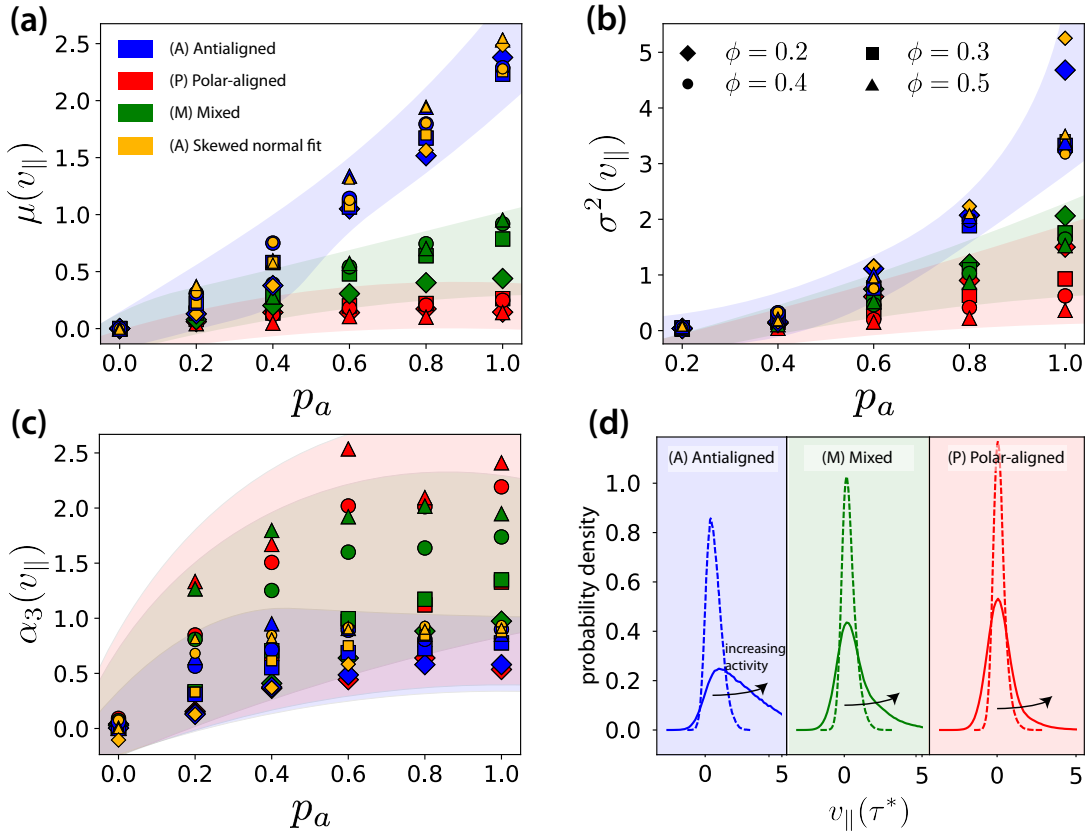 (a)
2.5
2.0
1.5
1.0
0.5
0.0
μ(v||)
(A) Antialigned
(P) Polar-aligned
(M) Mixed
(A) Skewed normal fit
0.0 0.2 0.4 0.6 0.8 1.0
p_a
(b)
5
4
3
2
1
0
σ²(v||)
ϕ = 0.2
ϕ = 0.3
ϕ = 0.4
ϕ = 0.5
0.2 0.4 0.6 0.8 1.0
p_a
(c)
2.5
2.0
1.5
1.0
0.5
0.0
α₃(v||)
0.0 0.2 0.4 0.6 0.8 1.0
p_a
(d)
(A) Antialigned
(M) Mixed
(P) Polar-aligned
1.0
0.8
0.6
0.4
0.2
0.0
probability density
increasing
activity
0 5 0 5 0 5
v||(τ*)